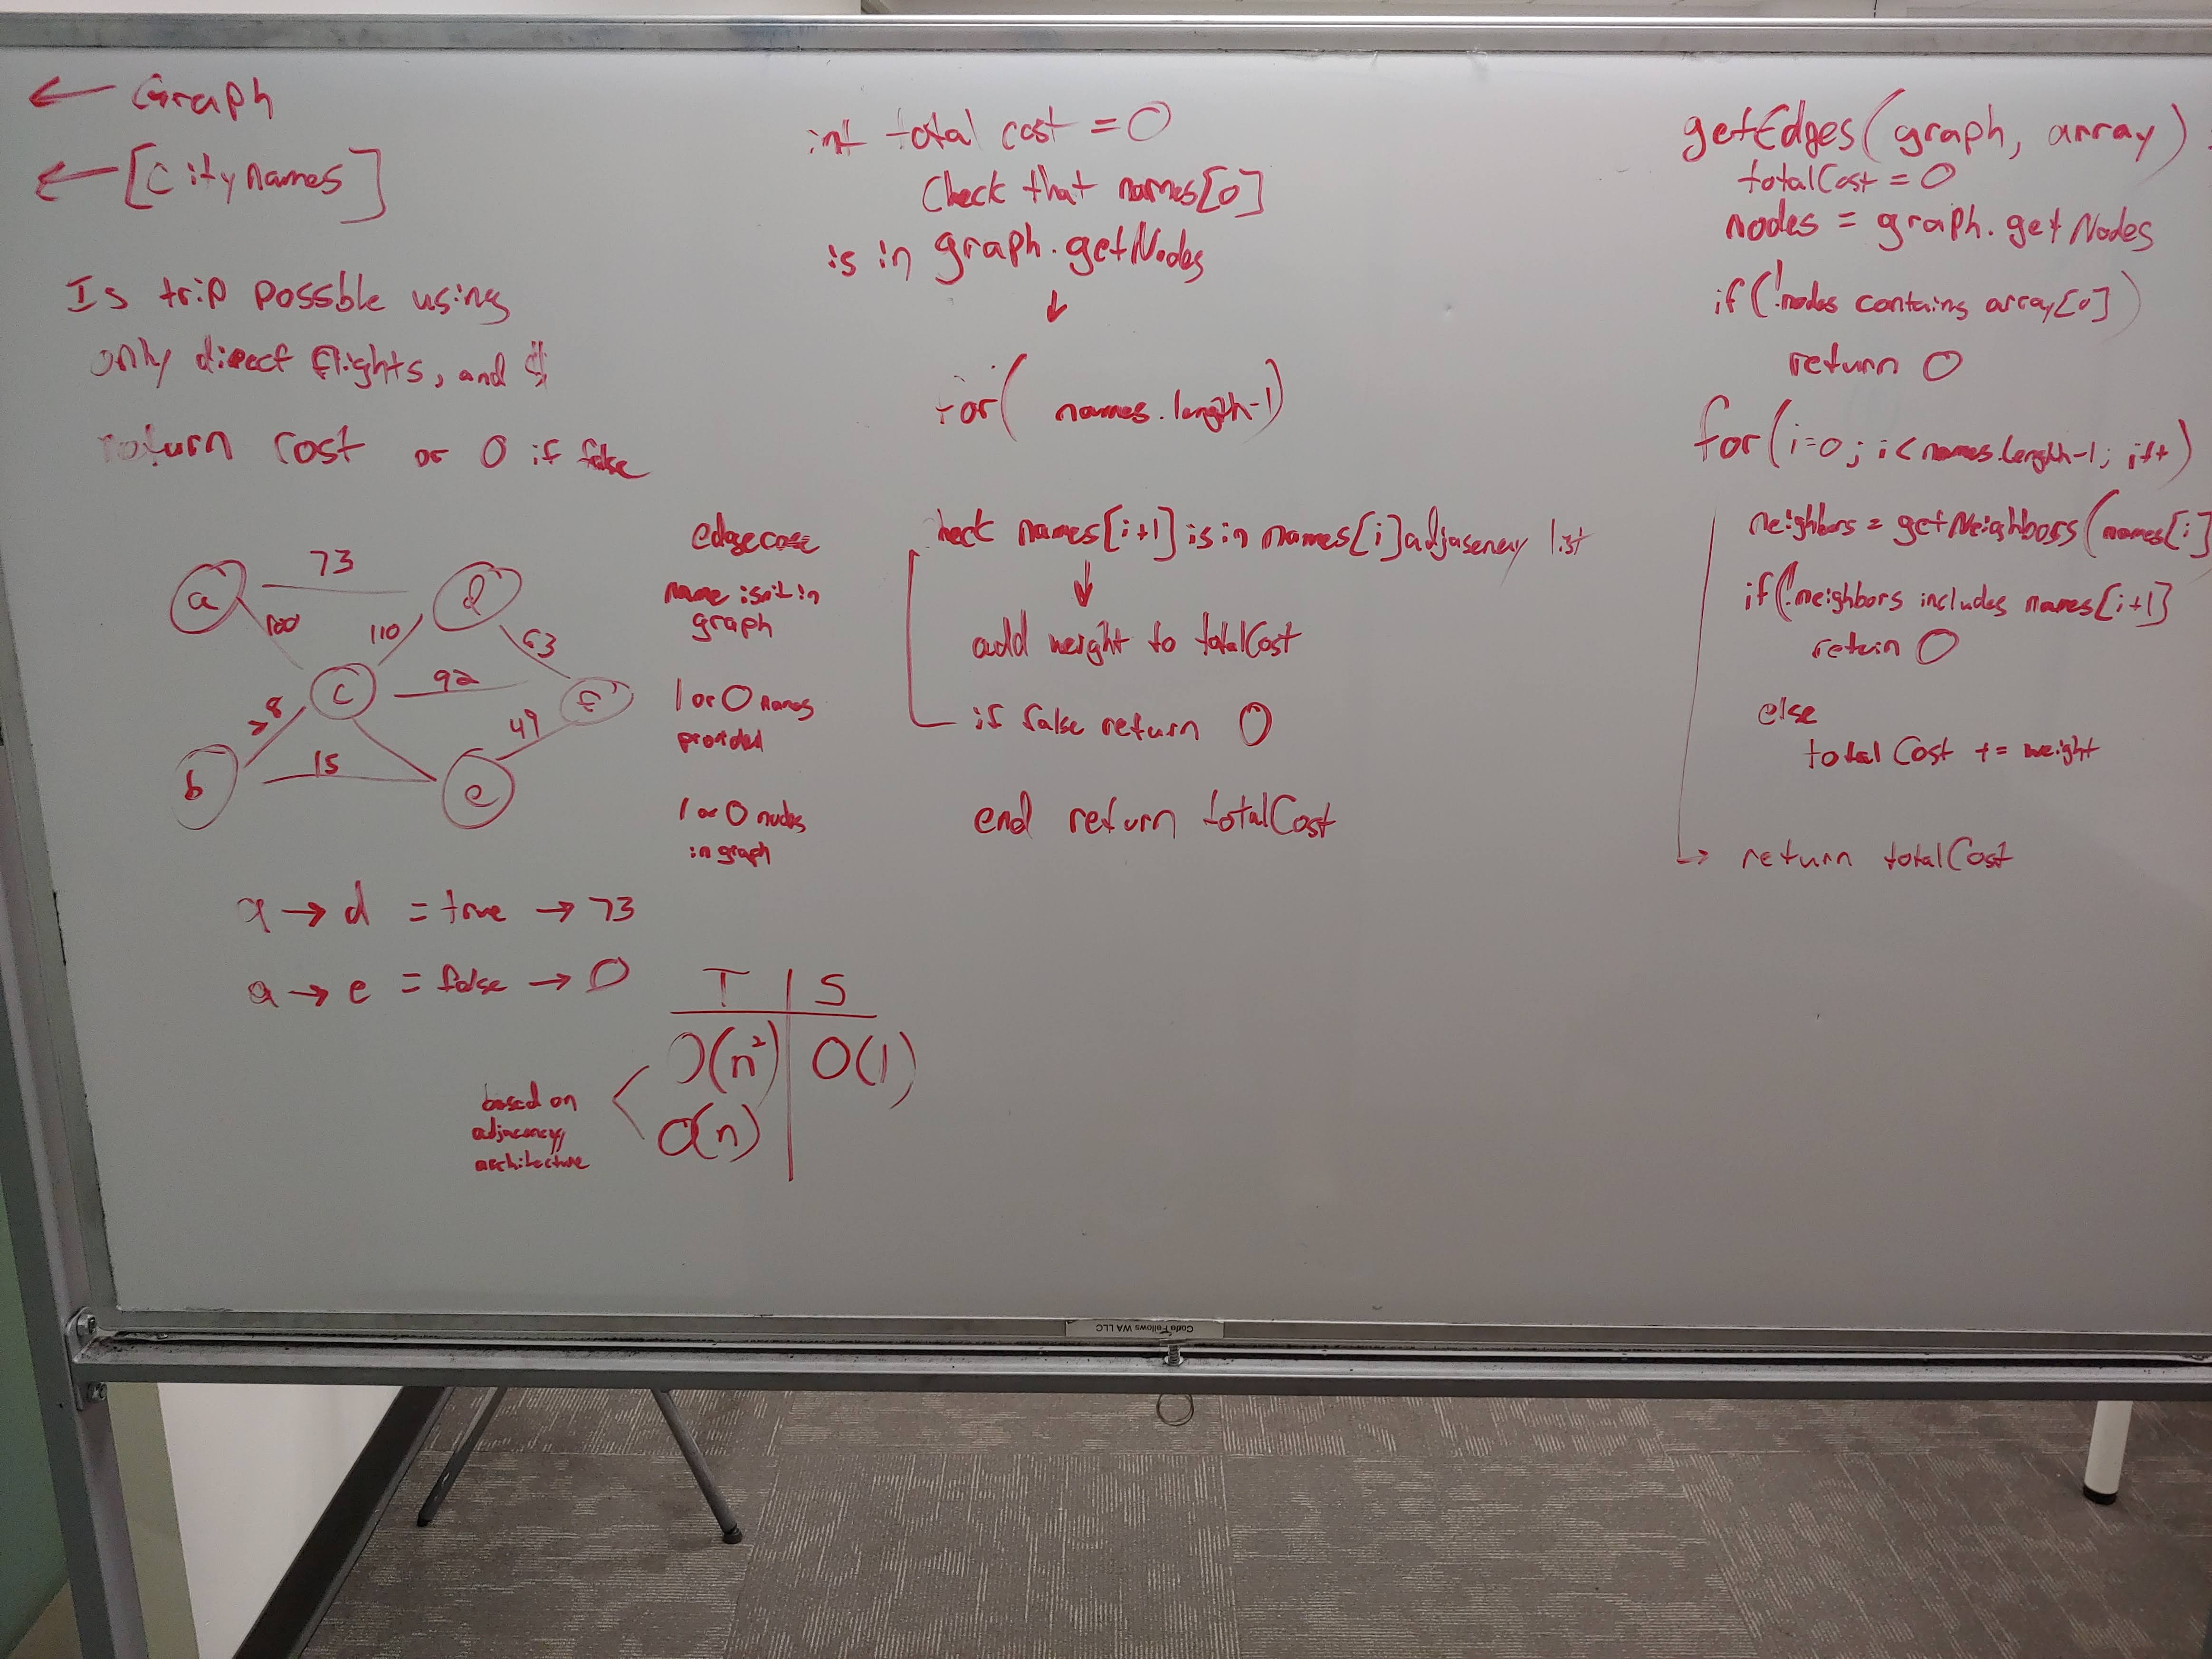 ← Graph
← [City names]
Is trip possble using
only direct flights, and $
return cost or 0 if false
a
73
d
100
110
63
c
92
f
8
49
b
15
e
edge case
name isn't in
graph
1 or 0 names
provided
1 or 0 nodes
in graph
a → d = true → 73
a → e = false → 0
T | S
O(n²) O(1)
O(n)
based on
adjacency
architecture
int total cost = 0
Check that names[0]
is in graph.getNodes
↓
for( names.length-1)
heck names[i+1] is in names[i] adjasency list
↓
add weight to totalCost
if false return 0
end return totalCost
getEdges(graph, array)
totalCost = 0
nodes = graph.getNodes
if(!nodes contains array[0])
return 0
for(i=0; i<names.length-1; i++)
neighbors = getNeighbors(names[i]
if(!neighbors includes names[i+1]
return 0
else
total Cost += weight
→ return totalCost
Code Fellows WA LLC